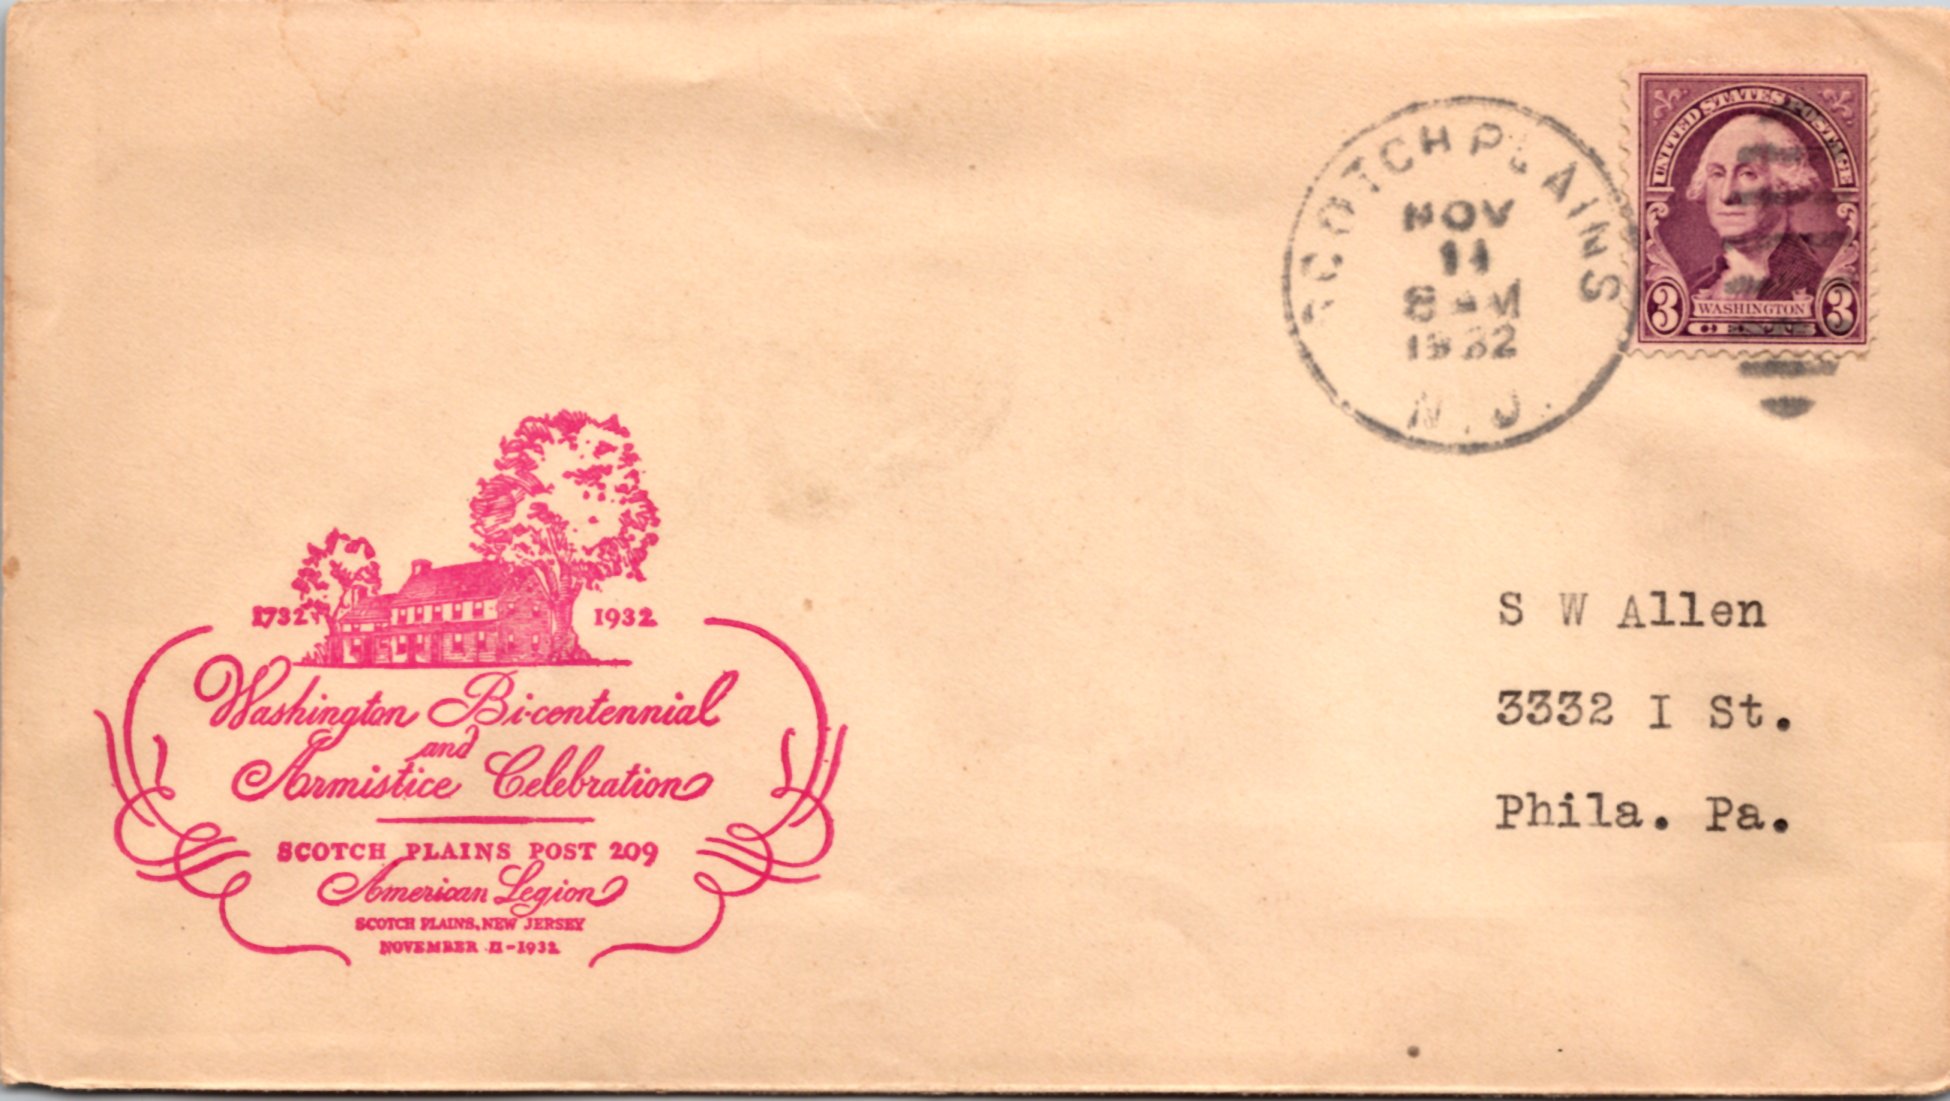 SCOTCH PLAINS
NOV
11
8 AM
1932
N.J.
UNITED STATES POSTAGE
3 WASHINGTON 3
1732 1932
Washington Bi-centennial
and
Armistice Celebration
SCOTCH PLAINS POST 209
American Legion
SCOTCH PLAINS, NEW JERSEY
NOVEMBER 11-1932
S W Allen
3332 I St.
Phila. Pa.